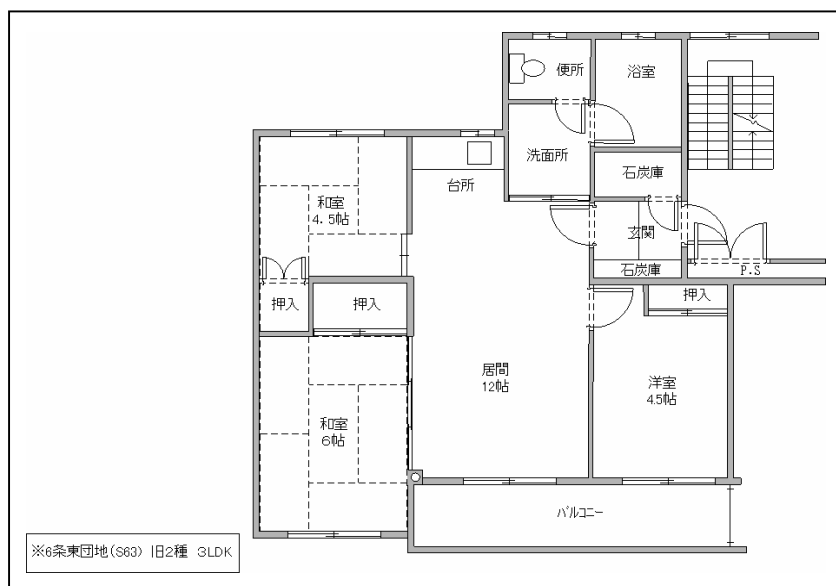 便所
浴室
洗面所
石炭庫
台所
和室
4.5帖
玄関
石炭庫
P.S
押入
押入
押入
居間
12帖
洋室
4.5帖
和室
6帖
バルコニー
※6条東団地(S63) 旧2種 3LDK